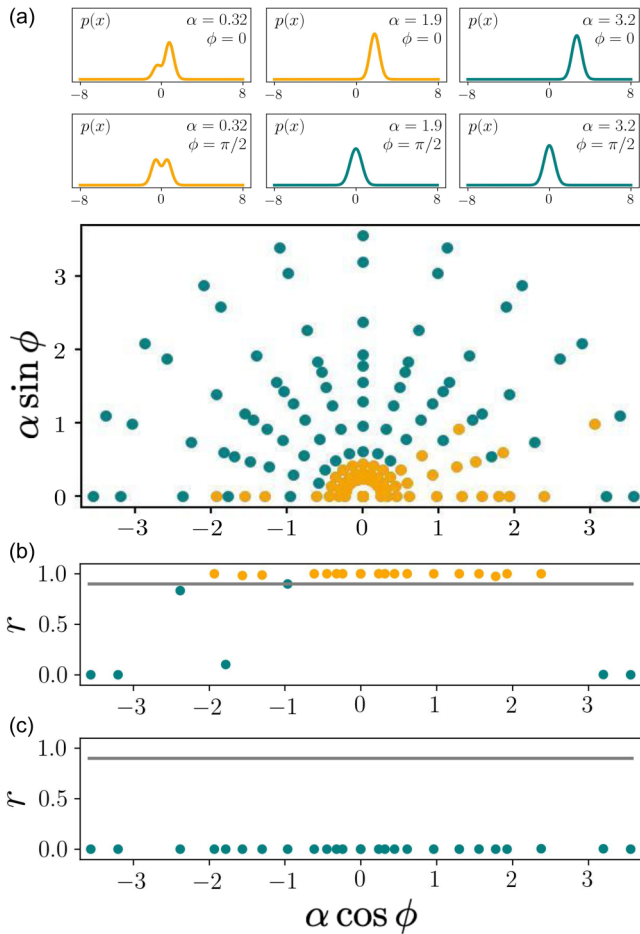 (a)
p(x) α = 0.32
ϕ = 0
−8 0 8
p(x) α = 1.9
ϕ = 0
−8 0 8
p(x) α = 3.2
ϕ = 0
−8 0 8
p(x) α = 0.32
ϕ = π/2
−8 0 8
p(x) α = 1.9
ϕ = π/2
−8 0 8
p(x) α = 3.2
ϕ = π/2
−8 0 8
α sin ϕ
3
2
1
0
−3 −2 −1 0 1 2 3
(b)
r
1.0
0.5
0.0
−3 −2 −1 0 1 2 3
(c)
r
1.0
0.5
0.0
−3 −2 −1 0 1 2 3
α cos ϕ